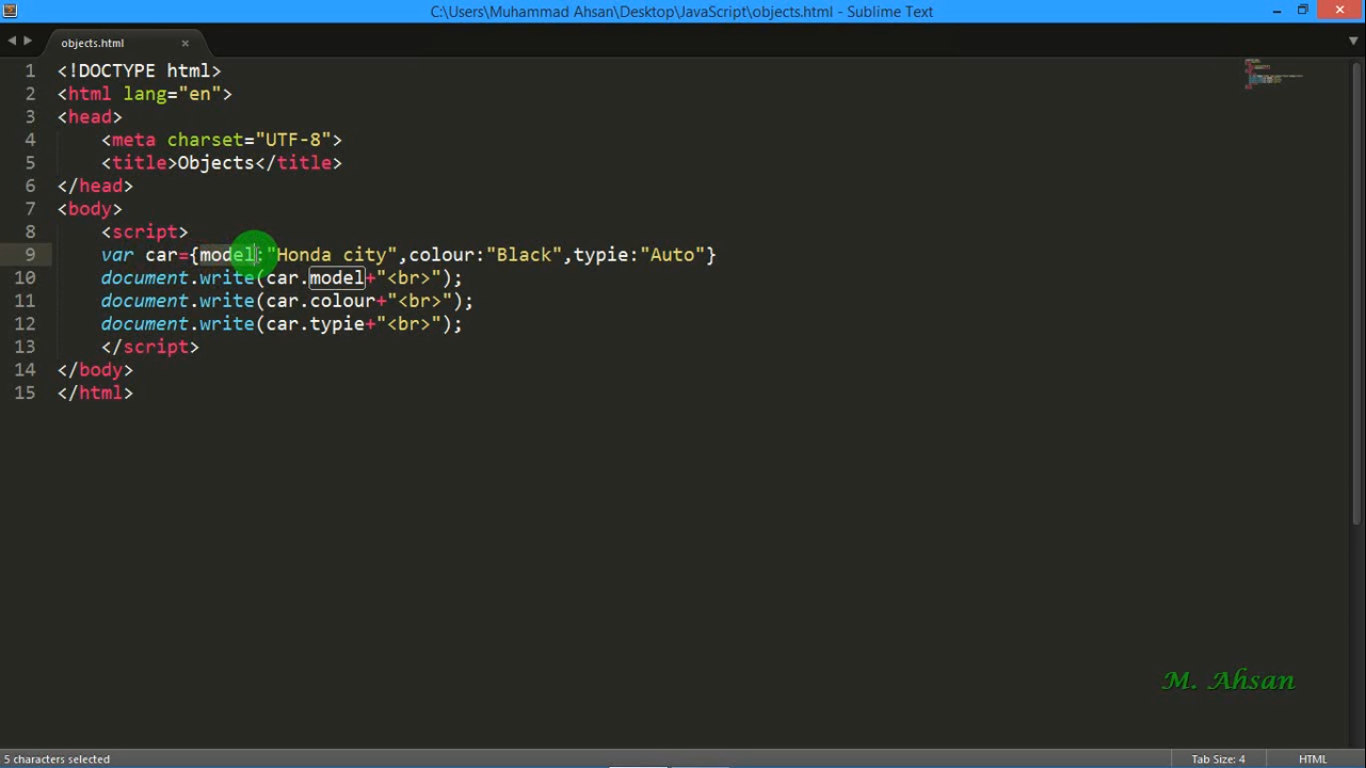 C:\Users\Muhammad Ahsan\Desktop\JavaScript\objects.html - Sublime Text
objects.html
1 <!DOCTYPE html>
2 <html lang="en">
3 <head>
4 <meta charset="UTF-8">
5 <title>Objects</title>
6 </head>
7 <body>
8 <script>
9 var car={model:"Honda city",colour:"Black",typie:"Auto"}
10 document.write(car.model+"<br>");
11 document.write(car.colour+"<br>");
12 document.write(car.typie+"<br>");
13 </script>
14 </body>
15 </html>
M. Ahsan
5 characters selected Tab Size: 4 HTML